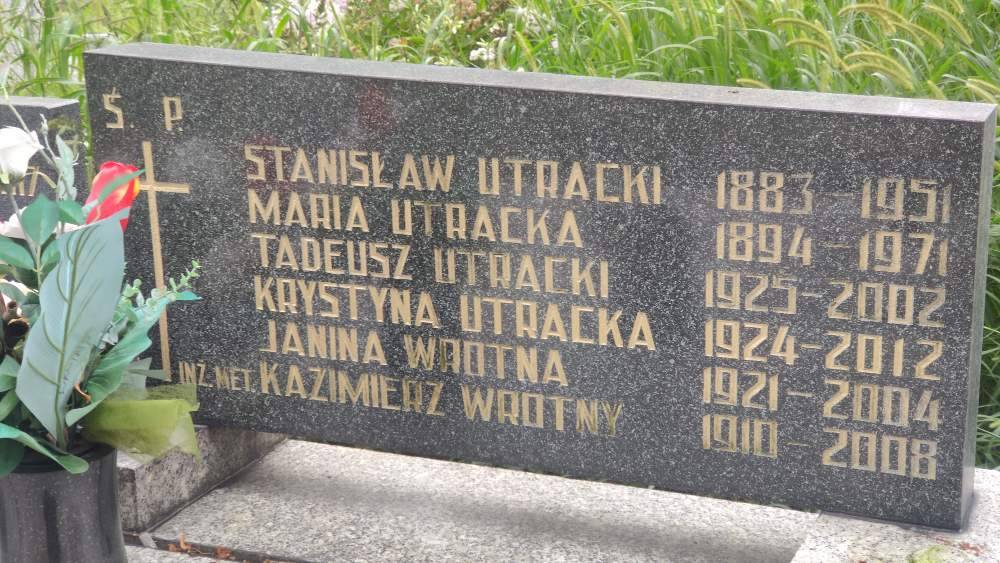 Ś. P.
STANISŁAW UTRACKI 1883-1951
MARIA UTRACKA 1894-1971
TADEUSZ UTRACKI 1925-2002
KRYSTYNA UTRACKA 1924-2012
JANINA WROTNA 1921-2004
INŻ. MET. KAZIMIERZ WROTNY 1910-2008